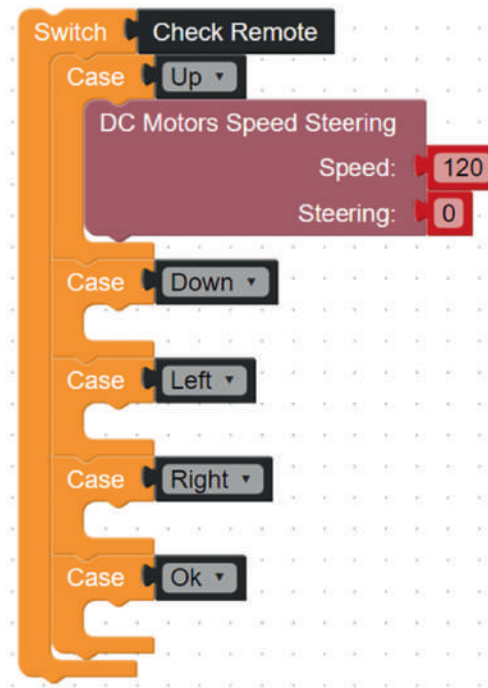 Switch Check Remote
Case Up
DC Motors Speed Steering
Speed: 120
Steering: 0
Case Down
Case Left
Case Right
Case Ok